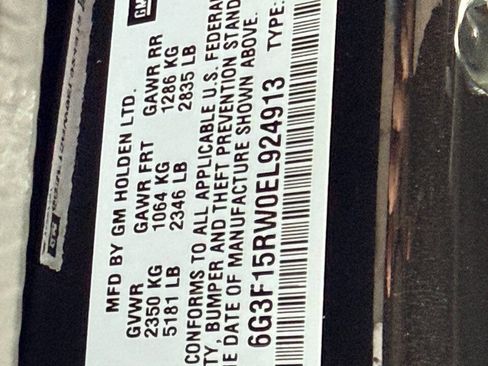 GM
MFD BY GM HOLDEN LTD.
GVWR GAWR FRT GAWR RR
2350 KG 1064 KG 1286 KG
5181 LB 2346 LB 2835 LB
CONFORMS TO ALL APPLICABLE U.S. FEDERA
TY, BUMPER AND THEFT PREVENTION STAND
E DATE OF MANUFACTURE SHOWN ABOVE.
6G3F15RW0EL924913 TYPE: